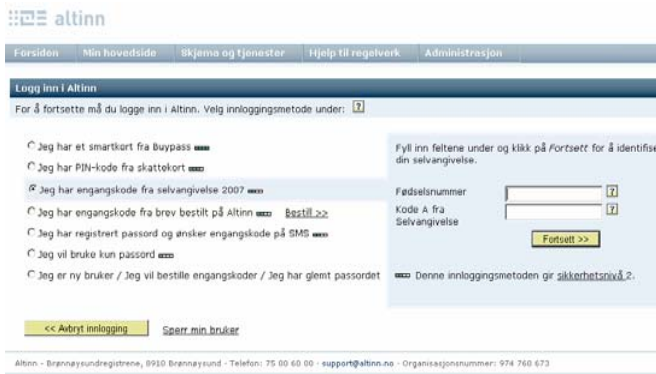 altinn
Forsiden Min hovedside Skjema og tjenester Hjelp til regelverk Administrasjon
Logg inn i Altinn
For å fortsette må du logge inn i Altinn. Velg innloggingsmetode under: ?
Jeg har et smartkort fra Buypass
Jeg har PIN-kode fra skattekort
Jeg har engangskode fra selvangivelse 2007
Jeg har engangskode fra brev bestilt på Altinn Bestill >>
Jeg har registrert passord og ønsker engangskode på SMS
Jeg vil bruke kun passord
Jeg er ny bruker / Jeg vil bestille engangskoder / Jeg har glemt passordet
Fyll inn feltene under og klikk på Fortsett for å identifise
din selvangivelse.
Fødselsnummer ?
Kode A fra ?
Selvangivelse
Fortsett >>
Denne innloggingsmetoden gir sikkerhetsnivå 2.
<< Avbryt innlogging Sperr min bruker
Altinn - Brønnøysundregistrene, 8910 Brønnøysund - Telefon: 75 00 60 00 - support@altinn.no - Organisasjonsnummer: 974 760 673